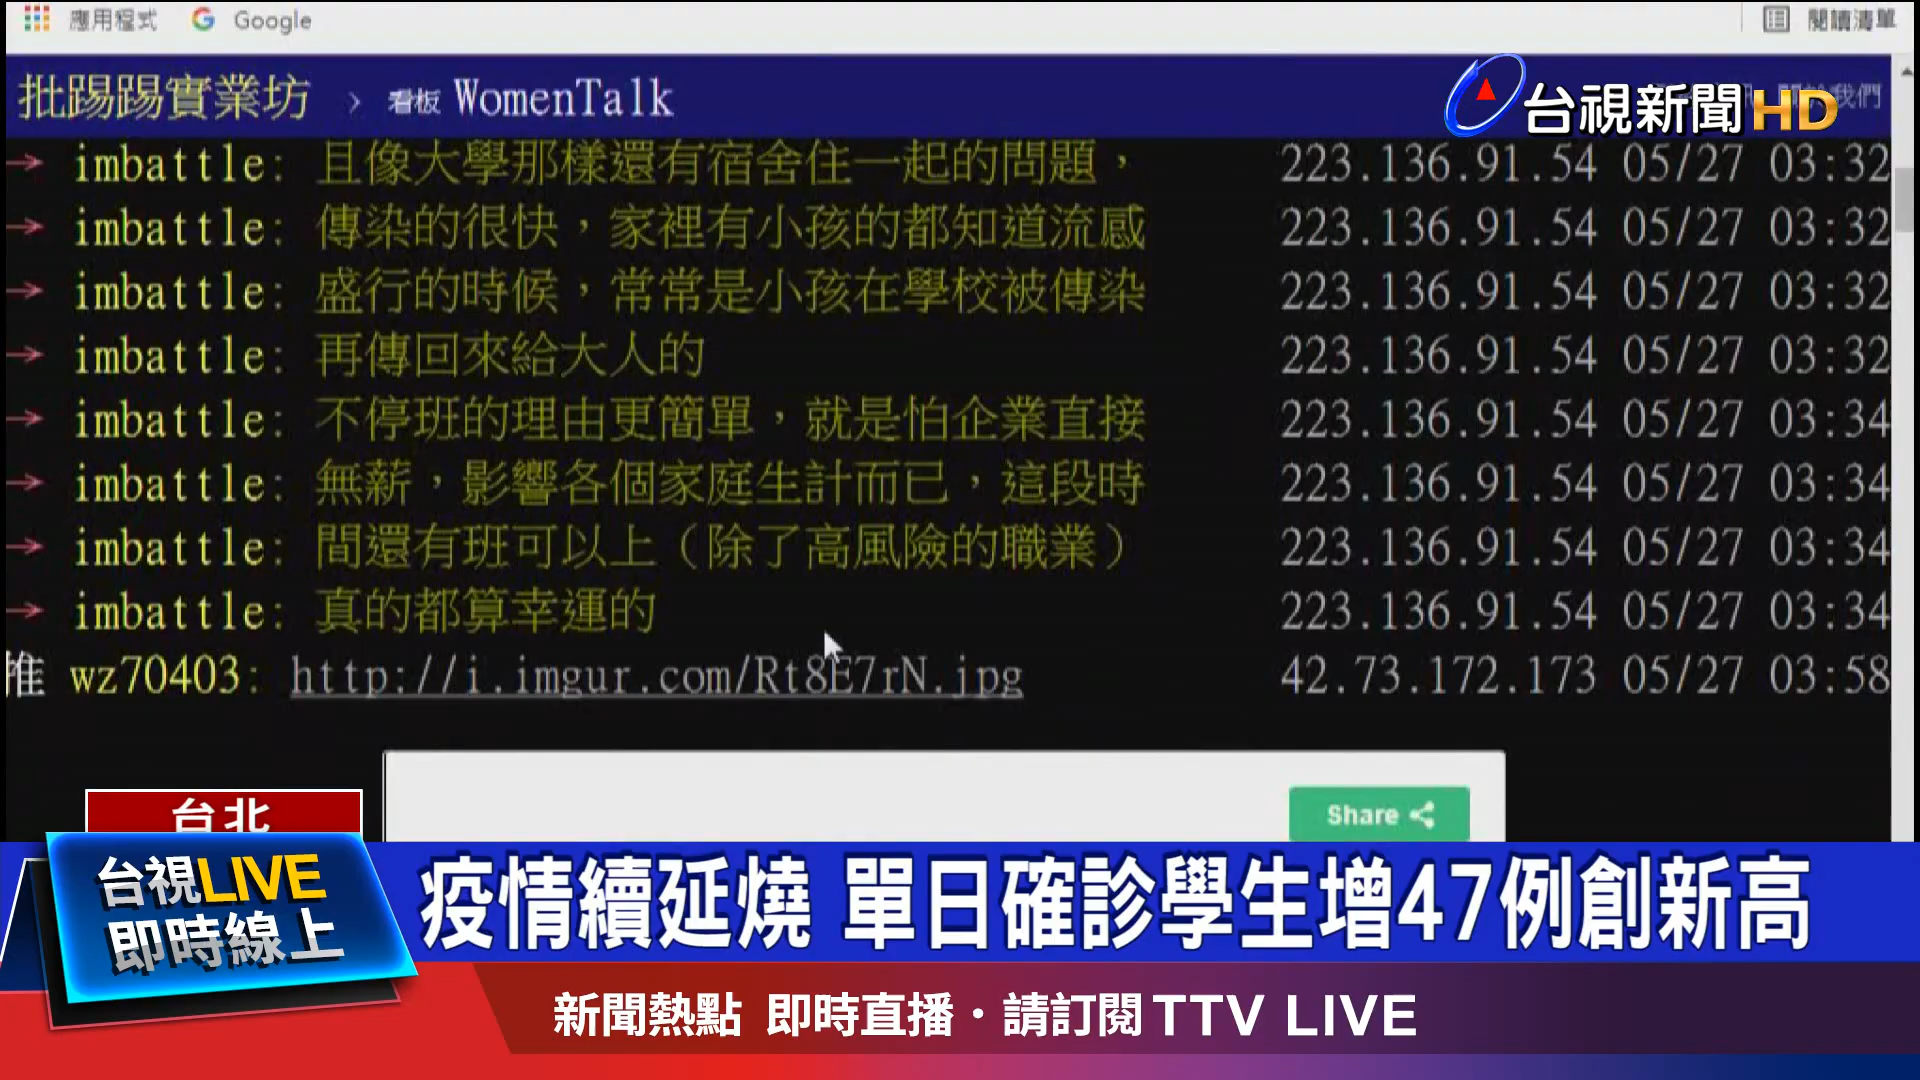 應用程式 Google 閱讀清單
批踢踢實業坊 › 看板 WomenTalk
台視新聞HD 我們
→ imbattle: 且像大學那樣還有宿舍住一起的問題， 223.136.91.54 05/27 03:32
→ imbattle: 傳染的很快，家裡有小孩的都知道流感 223.136.91.54 05/27 03:32
→ imbattle: 盛行的時候，常常是小孩在學校被傳染 223.136.91.54 05/27 03:32
→ imbattle: 再傳回來給大人的 223.136.91.54 05/27 03:32
→ imbattle: 不停班的理由更簡單，就是怕企業直接 223.136.91.54 05/27 03:34
→ imbattle: 無薪，影響各個家庭生計而已，這段時 223.136.91.54 05/27 03:34
→ imbattle: 間還有班可以上（除了高風險的職業） 223.136.91.54 05/27 03:34
→ imbattle: 真的都算幸運的 223.136.91.54 05/27 03:34
推 wz70403: http://i.imgur.com/Rt8E7rN.jpg 42.73.172.173 05/27 03:58
Share
台北
台視LIVE
即時線上
疫情續延燒 單日確診學生增47例創新高
新聞熱點 即時直播·請訂閱TTV LIVE